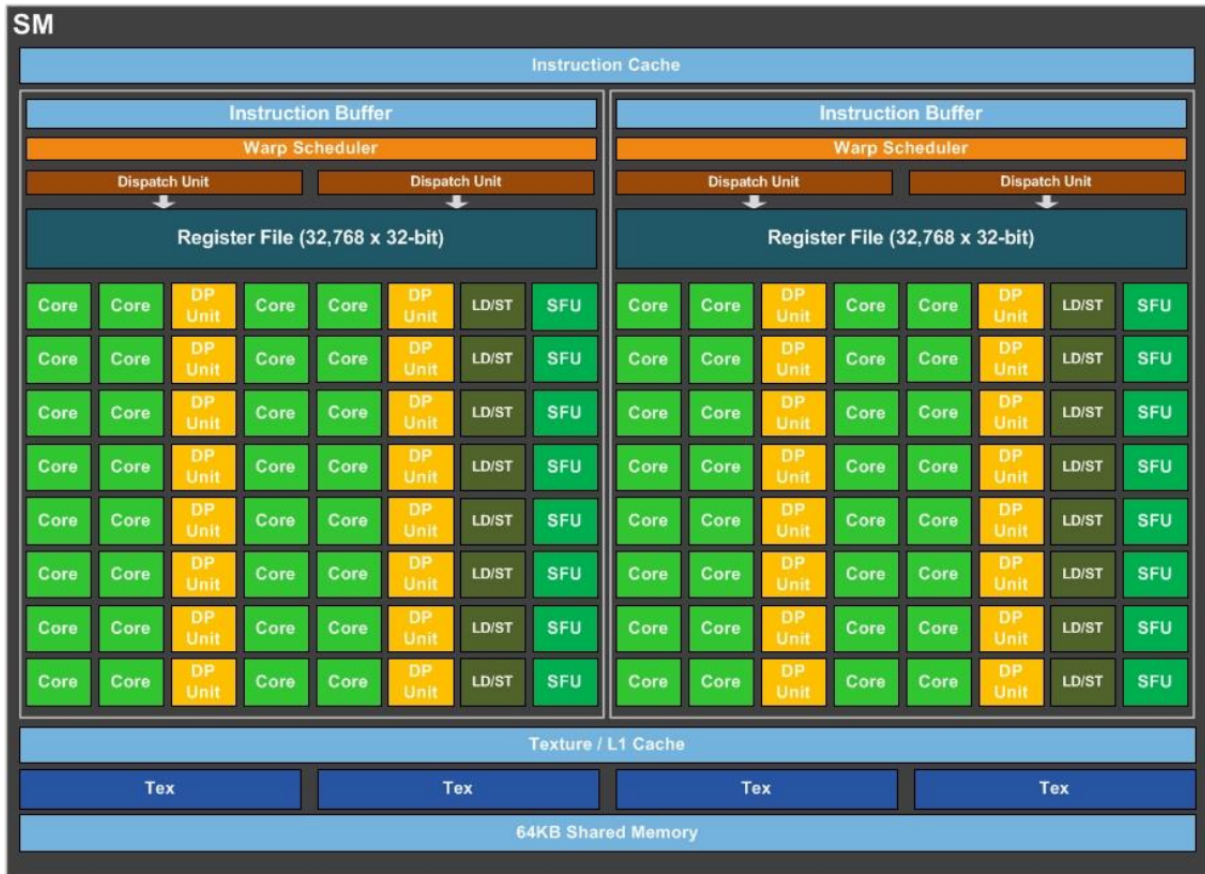 SM
Instruction Cache
Instruction Buffer Instruction Buffer
Warp Scheduler Warp Scheduler
Dispatch Unit Dispatch Unit Dispatch Unit Dispatch Unit
Register File (32,768 x 32-bit) Register File (32,768 x 32-bit)
Core Core DP Unit Core Core DP Unit LD/ST SFU Core Core DP Unit Core Core DP Unit LD/ST SFU
Core Core DP Unit Core Core DP Unit LD/ST SFU Core Core DP Unit Core Core DP Unit LD/ST SFU
Core Core DP Unit Core Core DP Unit LD/ST SFU Core Core DP Unit Core Core DP Unit LD/ST SFU
Core Core DP Unit Core Core DP Unit LD/ST SFU Core Core DP Unit Core Core DP Unit LD/ST SFU
Core Core DP Unit Core Core DP Unit LD/ST SFU Core Core DP Unit Core Core DP Unit LD/ST SFU
Core Core DP Unit Core Core DP Unit LD/ST SFU Core Core DP Unit Core Core DP Unit LD/ST SFU
Core Core DP Unit Core Core DP Unit LD/ST SFU Core Core DP Unit Core Core DP Unit LD/ST SFU
Core Core DP Unit Core Core DP Unit LD/ST SFU Core Core DP Unit Core Core DP Unit LD/ST SFU
Texture / L1 Cache
Tex Tex Tex Tex
64KB Shared Memory